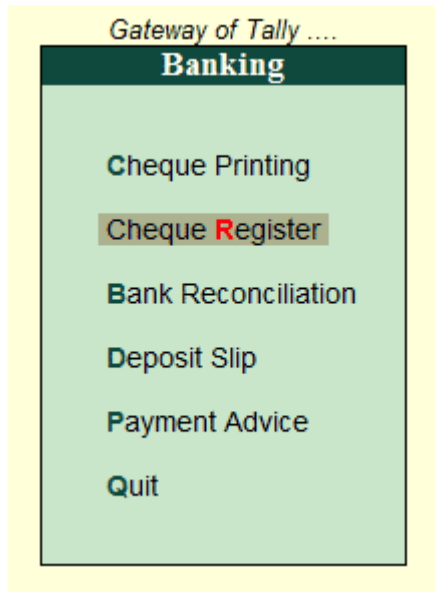 Gateway of Tally ....
Banking
Cheque Printing
Cheque Register
Bank Reconciliation
Deposit Slip
Payment Advice
Quit